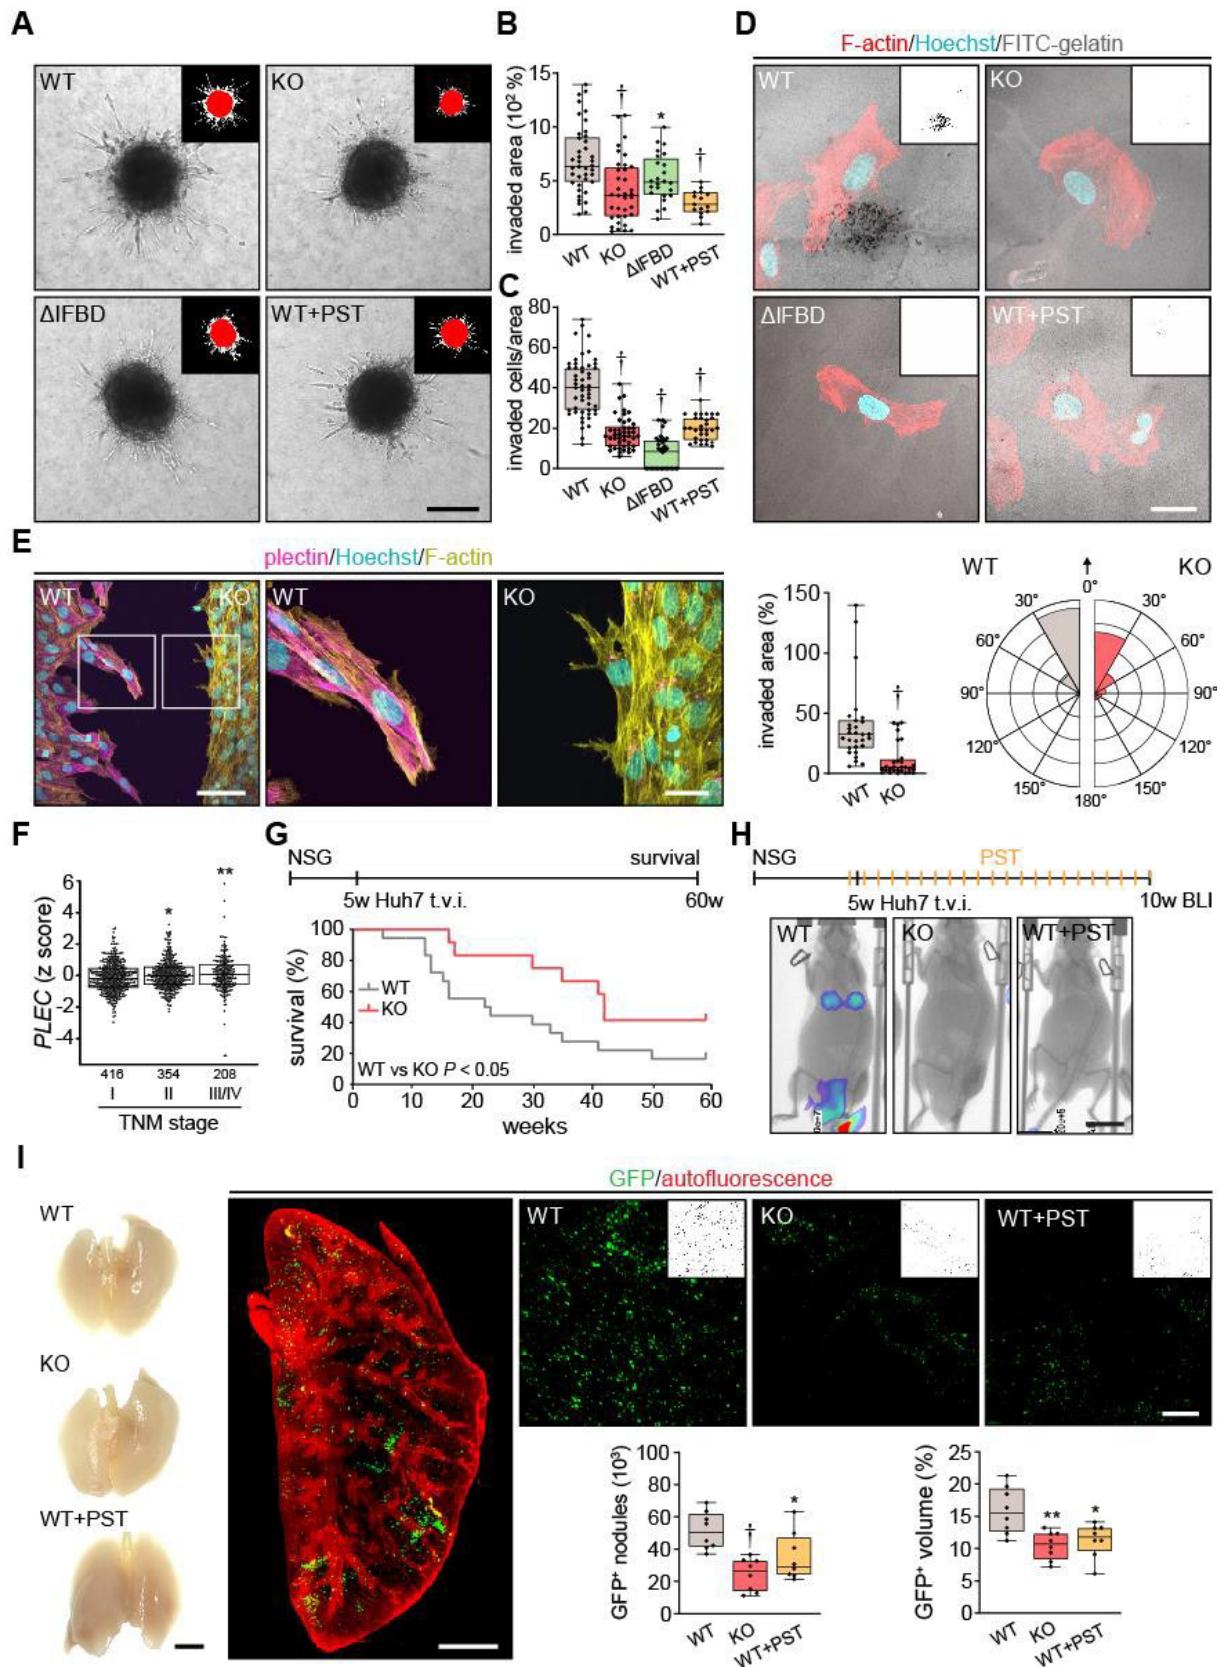 A
WT
KO
ΔIFBD
WT+PST
B
invaded area (10² %)
15
10
5
0
WT
KO
ΔIFBD
WT+PST
†
*
†
C
invaded cells/area
80
60
40
20
0
WT
KO
ΔIFBD
WT+PST
†
†
†
D
F-actin/Hoechst/FITC-gelatin
WT
KO
ΔIFBD
WT+PST
E
plectin/Hoechst/F-actin
WT
KO
WT
KO
invaded area (%)
150
100
50
0
WT
KO
†
WT
KO
0°
30°
30°
60°
60°
90°
90°
120°
120°
150°
150°
180°
F
PLEC (z score)
6
4
2
0
−2
−4
*
**
416
354
208
I
II
III/IV
TNM stage
G
NSG
survival
5w Huh7 t.v.i.
60w
survival (%)
100
80
60
40
20
0
WT
KO
WT vs KO P < 0.05
0
10
20
30
40
50
60
weeks
H
NSG
PST
5w Huh7 t.v.i.
10w BLI
WT
KO
WT+PST
I
GFP/autofluorescence
WT
KO
WT+PST
WT
KO
WT+PST
GFP⁺ nodules (10³)
100
80
60
40
20
0
WT
KO
WT+PST
†
*
GFP⁺ volume (%)
25
20
15
10
5
0
WT
KO
WT+PST
**
*